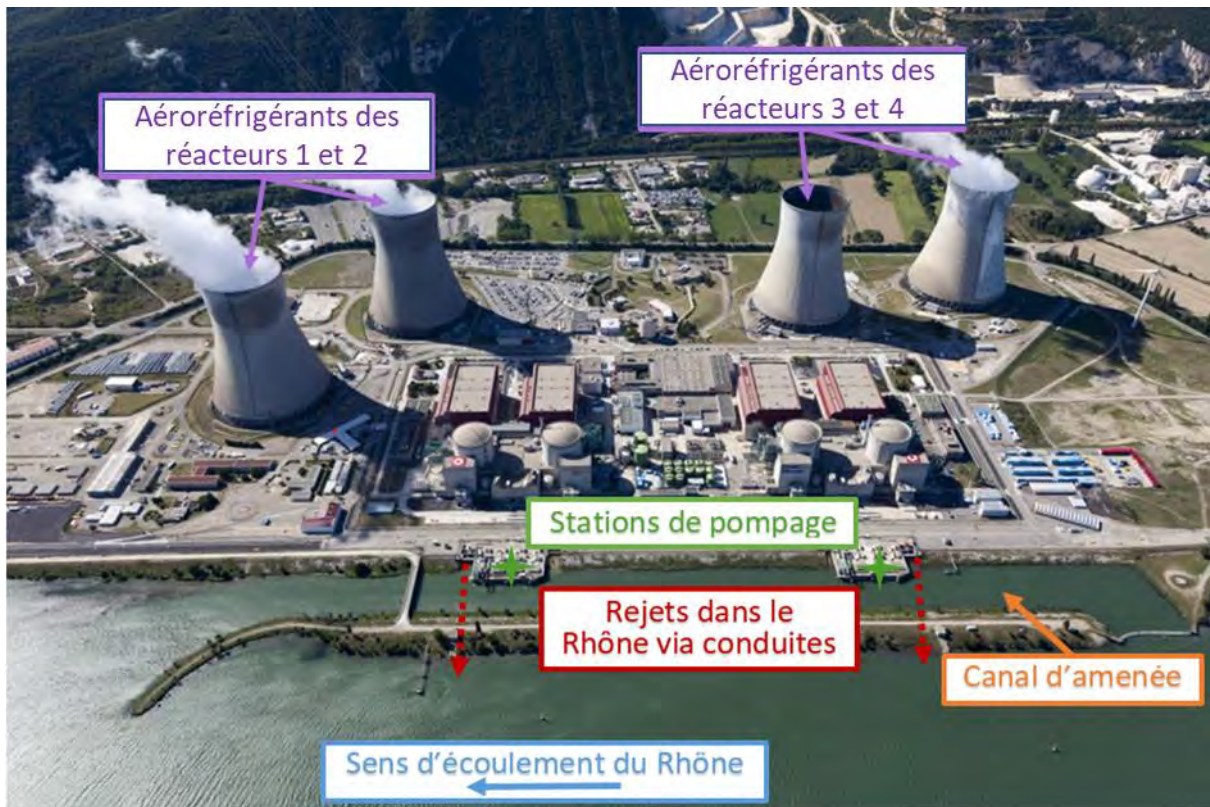 Aéroréfrigérants des
réacteurs 3 et 4
Aéroréfrigérants des
réacteurs 1 et 2
Stations de pompage
Rejets dans le
Rhône via conduites
Canal d'amenée
Sens d'écoulement du Rhône